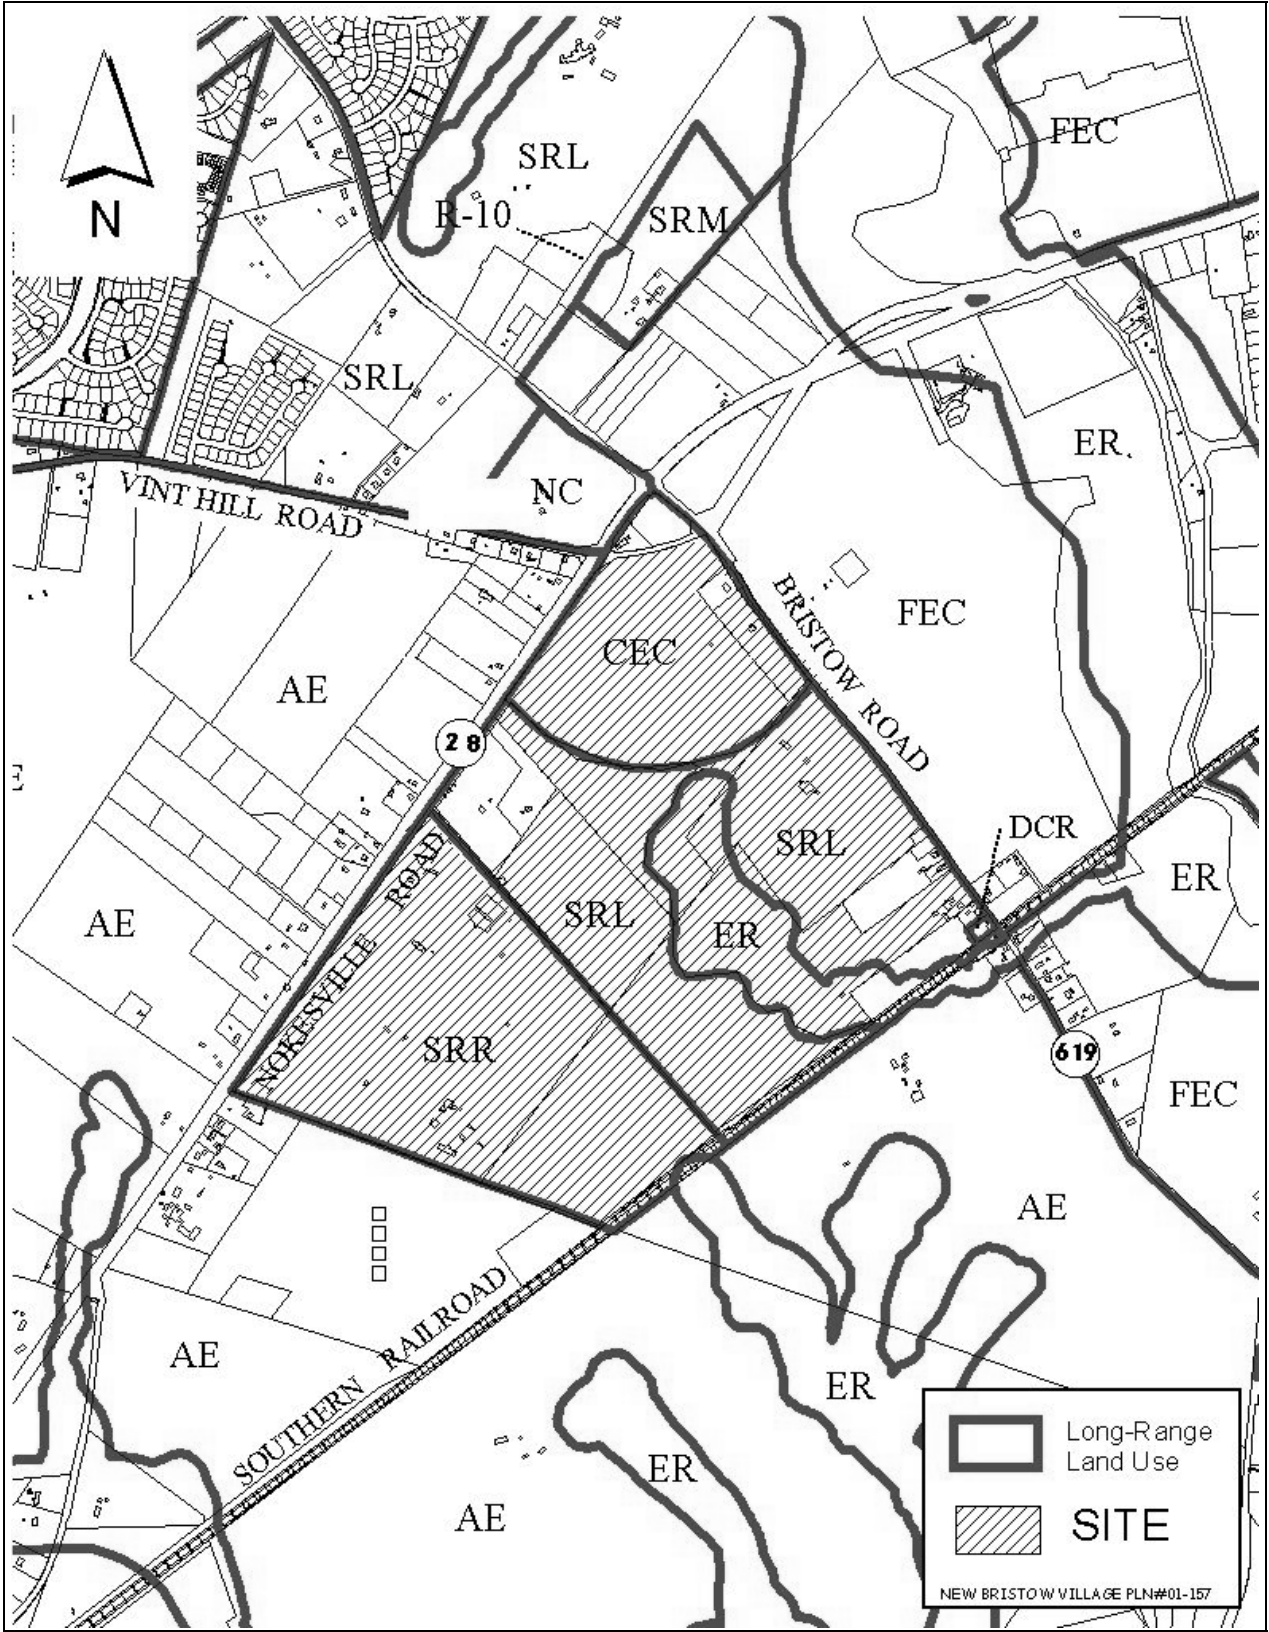 FEC
SRL
R-10
SRM
N
SRL
ER.
NC
VINT HILL ROAD
BRISTOW ROAD
FEC
CEC
AE
28
E
DCR
SRL
ROAD
ER
SRL
AE
ER
NOKESVILLE
SRR
619
FEC
AE
SOUTHERN RAILROAD
AE
ER
ER
AE
Long-Range
Land Use
SITE
NEW BRISTOW VILLAGE PLN#01-157